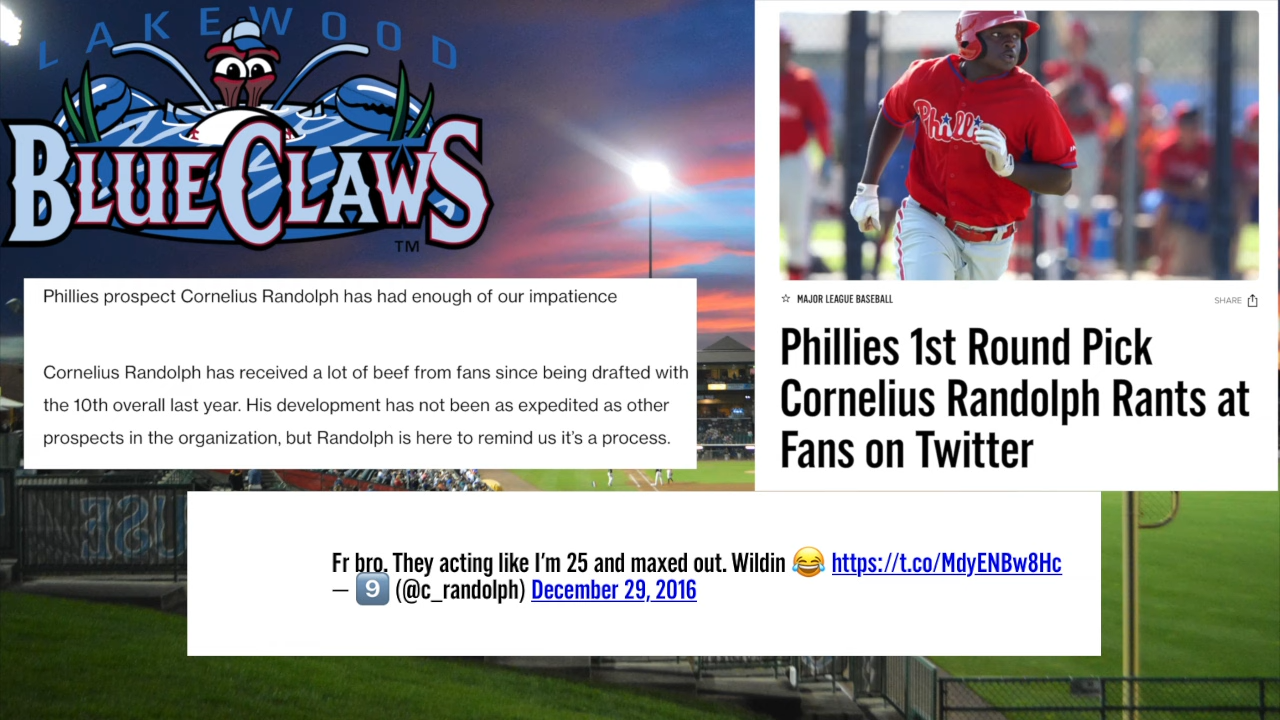 LAKEWOOD
BLUECLAWS
TM
Phillies prospect Cornelius Randolph has had enough of our impatience
Cornelius Randolph has received a lot of beef from fans since being drafted with
the 10th overall last year. His development has not been as expedited as other
prospects in the organization, but Randolph is here to remind us it's a process.
Phillies
☆ MAJOR LEAGUE BASEBALL
SHARE
Phillies 1st Round Pick
Cornelius Randolph Rants at
Fans on Twitter
Fr bro. They acting like I'm 25 and maxed out. Wildin 😂 https://t.co/MdyENBw8Hc
— 9️⃣ (@c_randolph) December 29, 2016